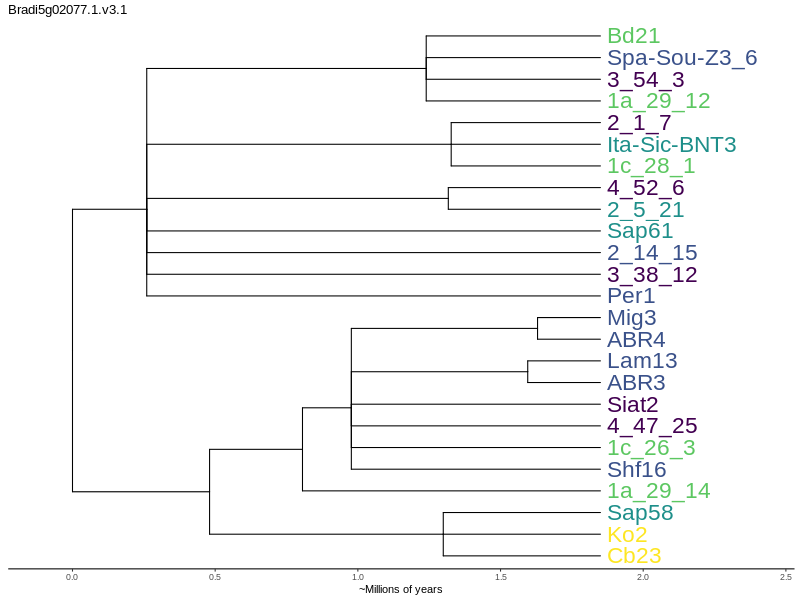 Bradi5g02077.1.v3.1
Bd21
Spa-Sou-Z3_6
3_54_3
1a_29_12
2_1_7
Ita-Sic-BNT3
1c_28_1
4_52_6
2_5_21
Sap61
2_14_15
3_38_12
Per1
Mig3
ABR4
Lam13
ABR3
Siat2
4_47_25
1c_26_3
Shf16
1a_29_14
Sap58
Ko2
Cb23
0.0 0.5 1.0 1.5 2.0 2.5
~Millions of years